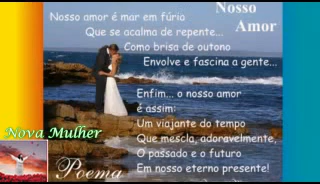 Nosso
Amor
Nosso amor é mar em fúria
Que se acalma de repente...
Como brisa de outono
Envolve e fascina a gente...
Enfim... o nosso amor
é assim:
Um viajante do tempo
Que mescla, adoravelmente,
O passado e o futuro
Em nosso eterno presente!
Nova Mulher
Poema